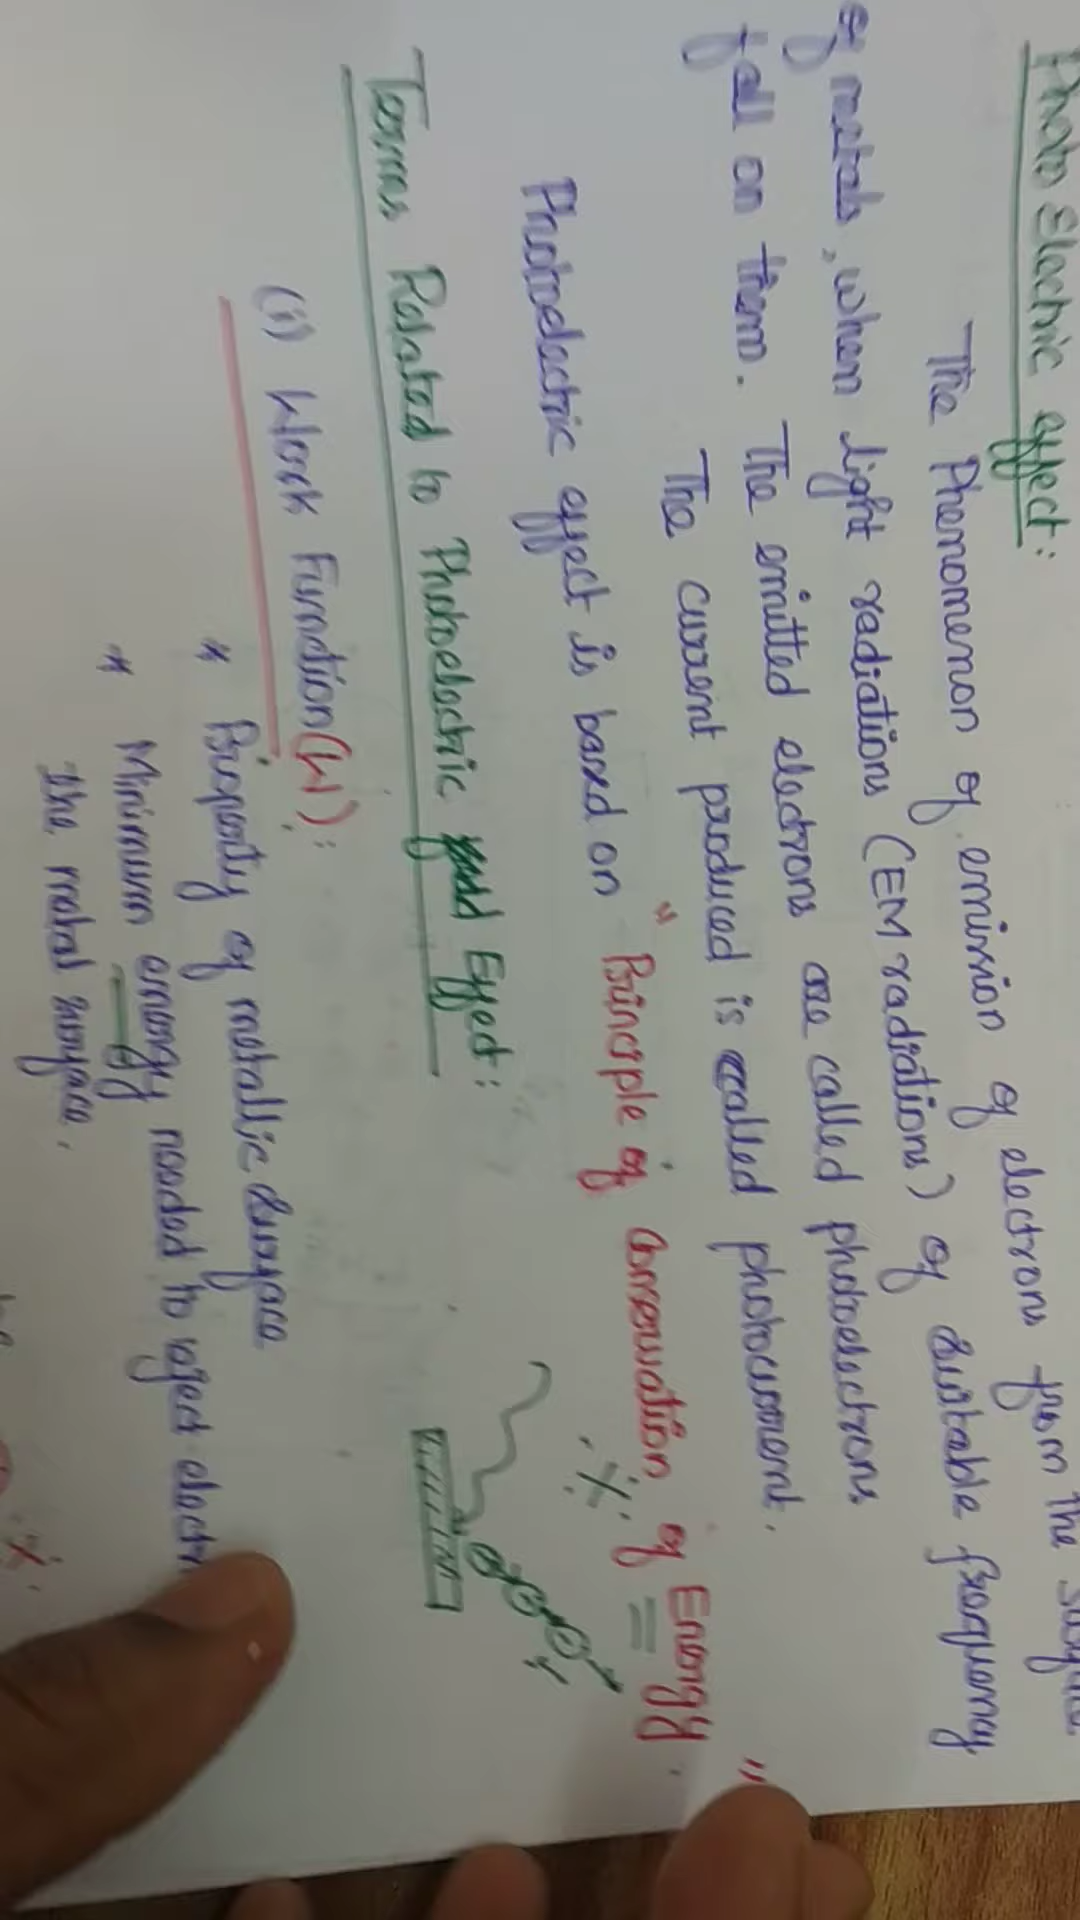 Photo Electric effect:
The Phenomenon of emission of electrons from the
of metals, when light radiations (EM radiations) of suitable frequency
fall on them. The emitted electrons are called photoelectrons
The current produced is called photocurrent.
Photoelectric effect is based on "Principle of Conservation of Energy"
Terms Related to Photoelectric Effect:
(i) Work Function (W):
* Property of metallic surface
* Minimum energy needed to eject
the metal surface.